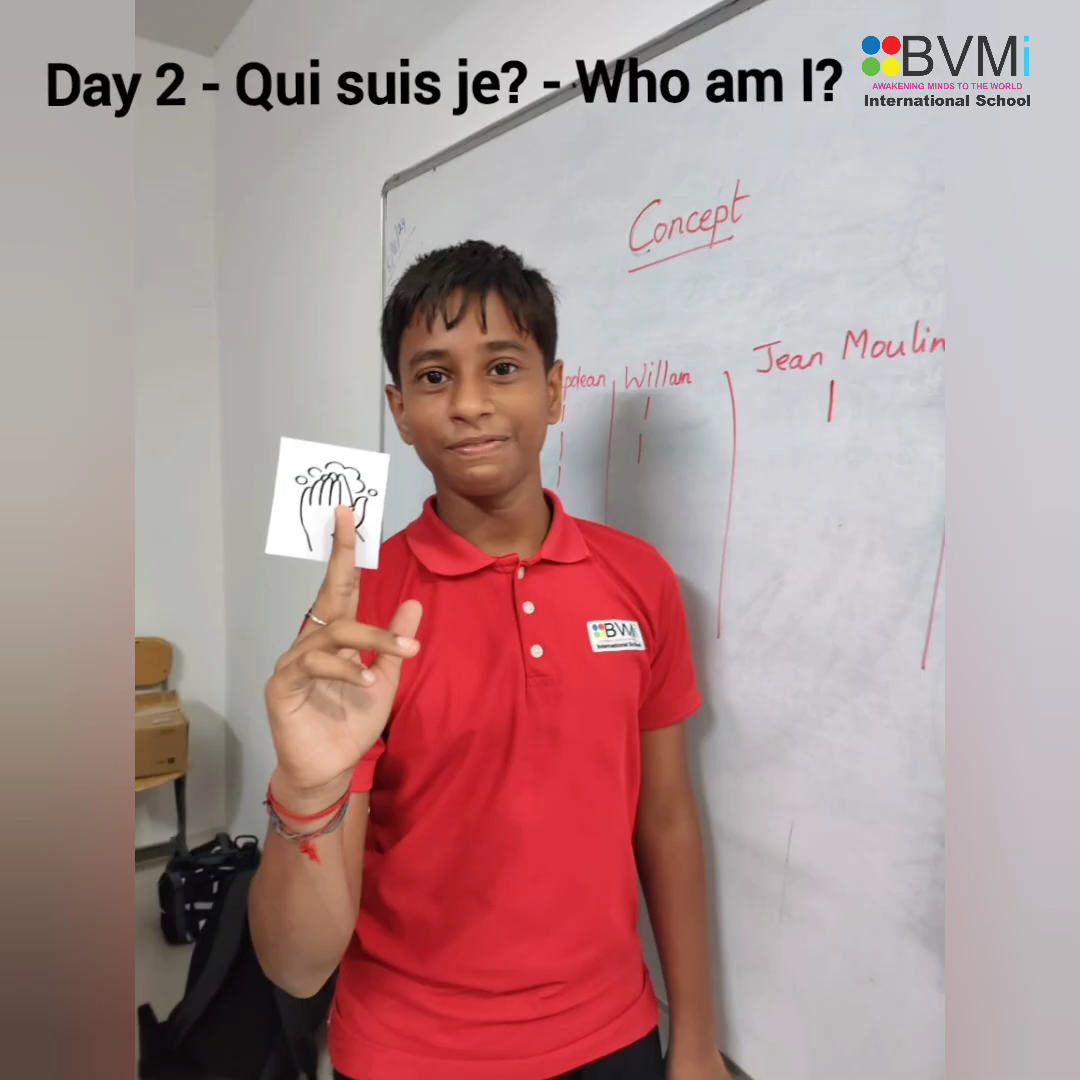 Day 2 - Qui suis je? - Who am I?
BVMi
AWAKENING MINDS TO THE WORLD
International School
Concept
Willam
Jean Moulin
BVMi
International School